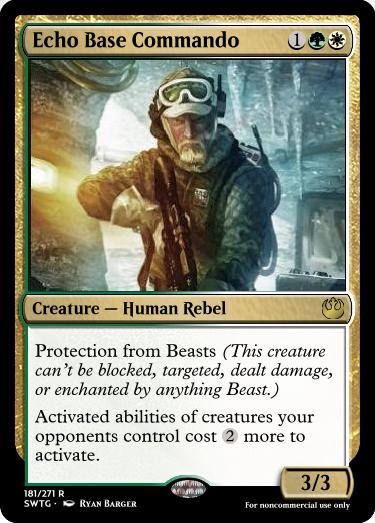 Echo Base Commando 1
Creature — Human Rebel
Protection from Beasts (This creature
can't be blocked, targeted, dealt damage,
or enchanted by anything Beast.)
Activated abilities of creatures your
opponents control cost 2 more to
activate.
3/3
181/271 R
SWTG • Ryan Barger
For noncommercial use only